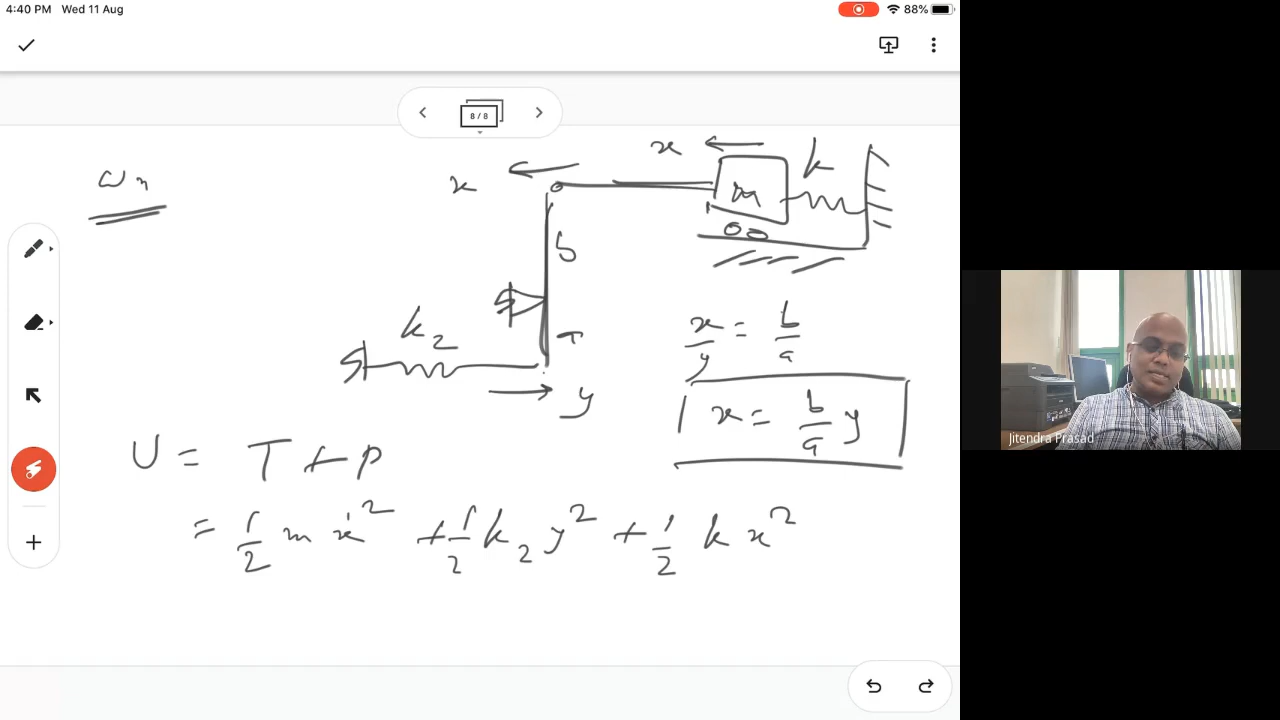 4:40 PM Wed 11 Aug
88%
8 / 8
ωn
x
x
m
k
b
a
k2
y
x/y = b/a
x = b/a y
U = T + P
= 1/2 m ẋ² + 1/2 k2 y² + 1/2 k x²
Jitendra Prasad